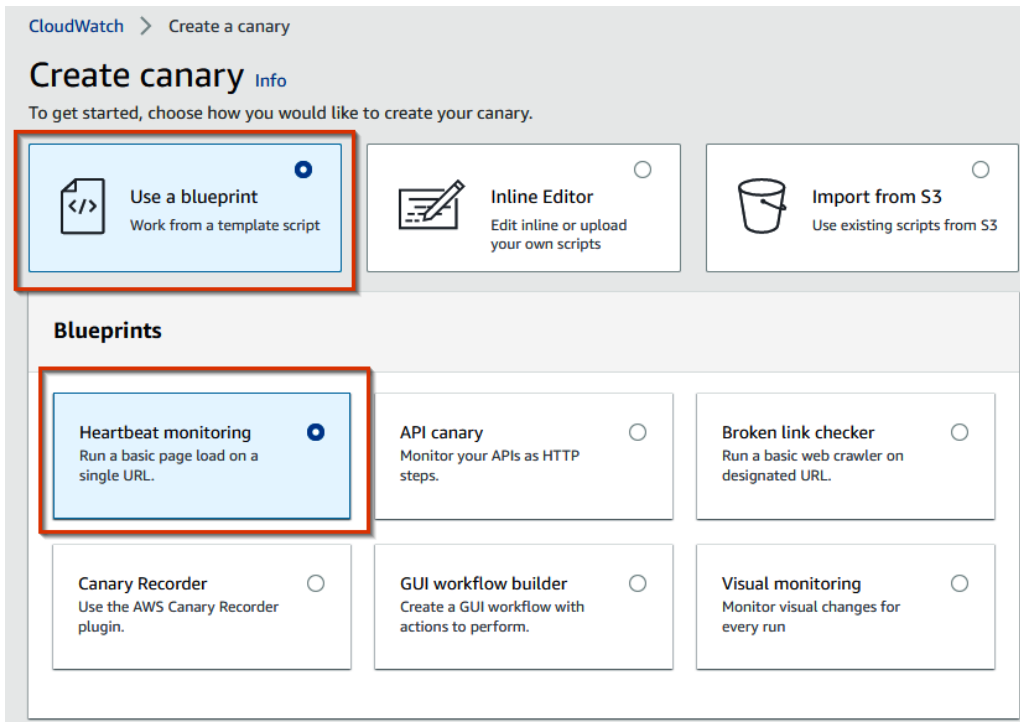 CloudWatch > Create a canary
Create canary Info
To get started, choose how you would like to create your canary.
Use a blueprint
Work from a template script
Inline Editor
Edit inline or upload
your own scripts
Import from S3
Use existing scripts from S3
Blueprints
Heartbeat monitoring
Run a basic page load on a
single URL.
API canary
Monitor your APIs as HTTP
steps.
Broken link checker
Run a basic web crawler on
designated URL.
Canary Recorder
Use the AWS Canary Recorder
plugin.
GUI workflow builder
Create a GUI workflow with
actions to perform.
Visual monitoring
Monitor visual changes for
every run